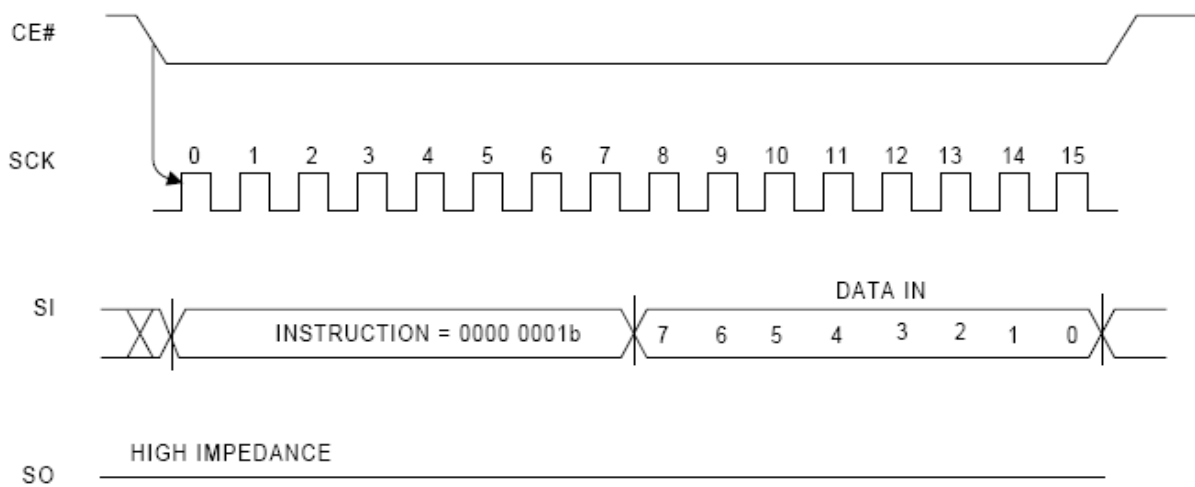 CE#
SCK
0 1 2 3 4 5 6 7 8 9 10 11 12 13 14 15
SI
DATA IN
INSTRUCTION = 0000 0001b 7 6 5 4 3 2 1 0
HIGH IMPEDANCE
SO